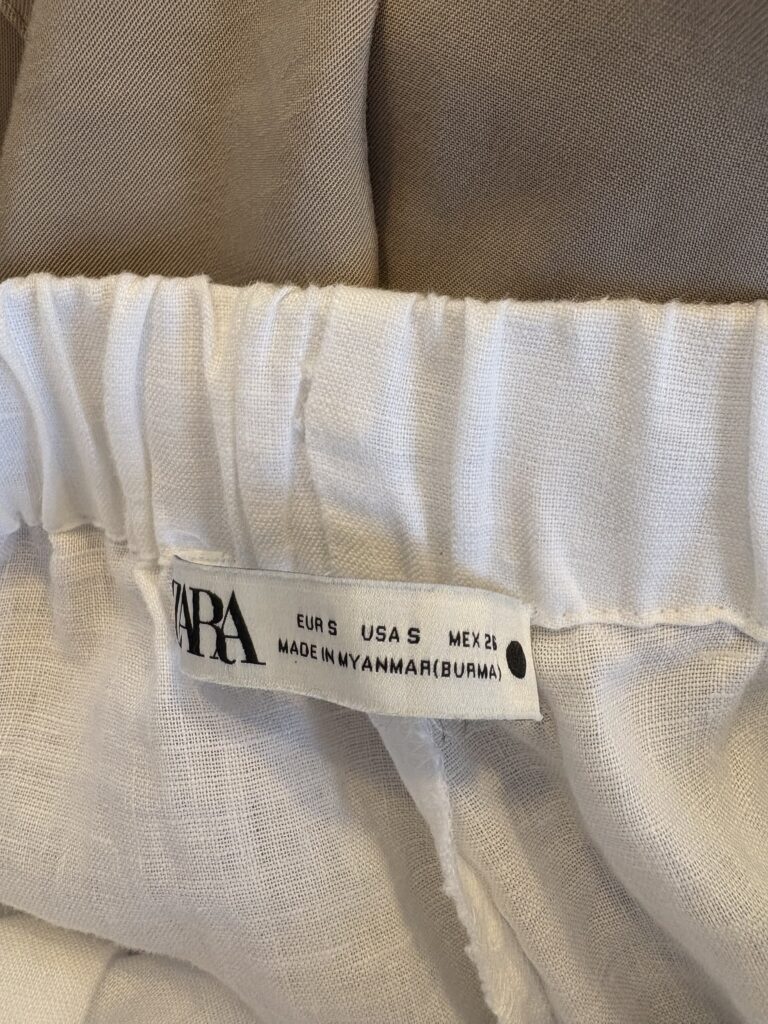 ZARA
EUR S USA S MEX 26
MADE IN MYANMAR(BURMA)